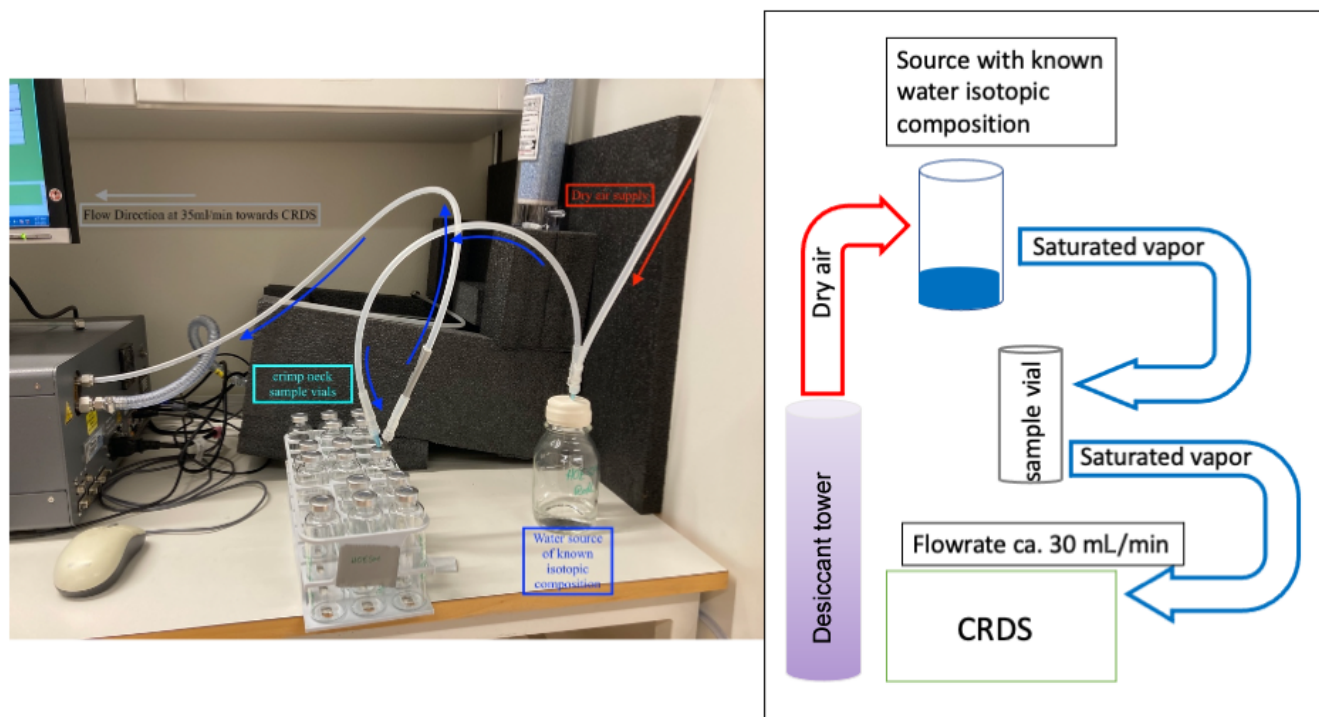 Flow Direction at 35ml/min towards CRDS
Dry air supply
crimp neck
sample vials
Water source
of known
isotopic
composition
Source with known
water isotopic
composition
Dry air
Saturated vapor
sample vial
Saturated vapor
Desiccant tower
Flowrate ca. 30 mL/min
CRDS